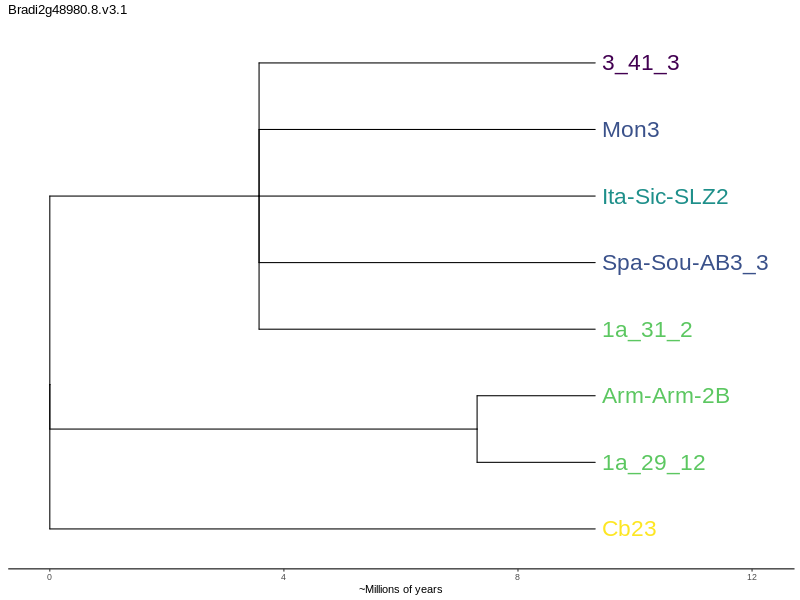 Bradi2g48980.8.v3.1
3_41_3
Mon3
Ita-Sic-SLZ2
Spa-Sou-AB3_3
1a_31_2
Arm-Arm-2B
1a_29_12
Cb23
0 4 8 12
~Millions of years